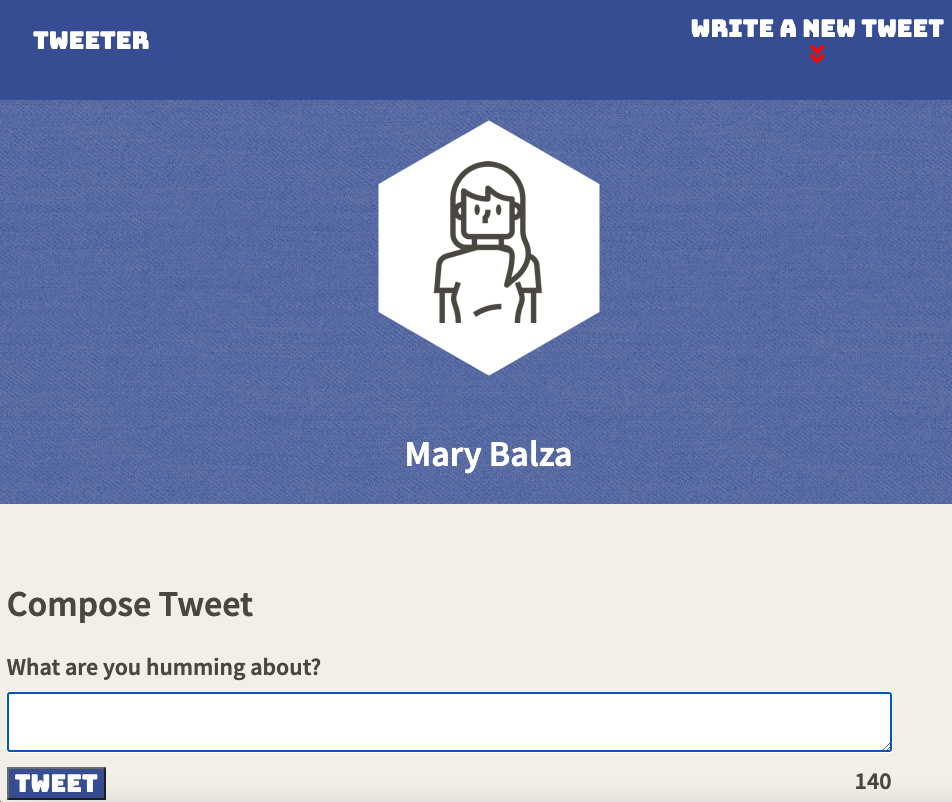 TWEETER
WRITE A NEW TWEET
Mary Balza
Compose Tweet
What are you humming about?
TWEET
140